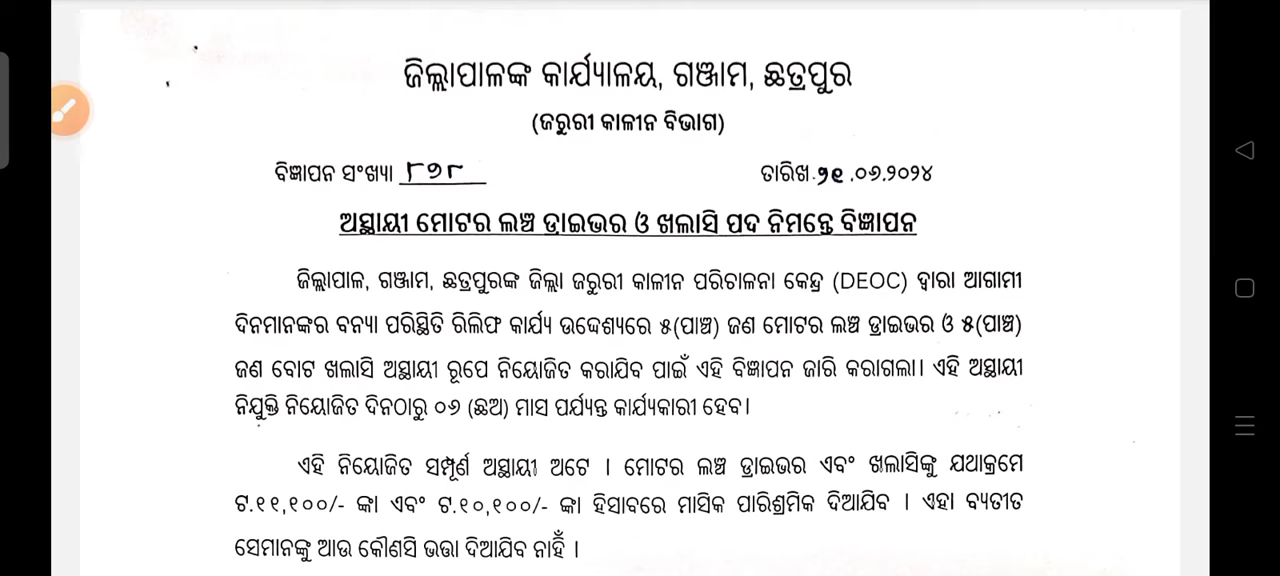 ଜିଲ୍ଲାପାଳଙ୍କ କାର୍ଯ୍ୟାଳୟ, ଗଞ୍ଜାମ, ଛତ୍ରପୁର
(ଜରୁରୀ କାଳୀନ ବିଭାଗ)
ବିଜ୍ଞାପନ ସଂଖ୍ୟା ୮୭୮ ତାରିଖ.୨୧.୦୬.୨୦୨୪
ଅସ୍ଥାୟୀ ମୋଟର ଲଞ୍ଚ ଡ୍ରାଇଭର ଓ ଖଲାସି ପଦ ନିମନ୍ତେ ବିଜ୍ଞାପନ
ଜିଲ୍ଲାପାଳ, ଗଞ୍ଜାମ, ଛତ୍ରପୁରଙ୍କ ଜିଲ୍ଲା ଜରୁରୀ କାଳୀନ ପରିଚାଳନା କେନ୍ଦ୍ର (DEOC) ଦ୍ୱାରା ଆଗାମୀ
ଦିନମାନଙ୍କର ବନ୍ୟା ପରିସ୍ଥିତି ରିଲିଫ କାର୍ଯ୍ୟ ଉଦ୍ଦେଶ୍ୟରେ ୫(ପାଞ୍ଚ) ଜଣ ମୋଟର ଲଞ୍ଚ ଡ୍ରାଇଭର ଓ ୫(ପାଞ୍ଚ)
ଜଣ ବୋଟ ଖଲାସି ଅସ୍ଥାୟୀ ରୂପେ ନିୟୋଜିତ କରାଯିବ ପାଇଁ ଏହି ବିଜ୍ଞାପନ ଜାରି କରାଗଲା। ଏହି ଅସ୍ଥାୟୀ
ନିଯୁକ୍ତି ନିୟୋଜିତ ଦିନଠାରୁ ୦୬ (ଛଅ) ମାସ ପର୍ଯ୍ୟନ୍ତ କାର୍ଯ୍ୟକାରୀ ହେବ।
ଏହି ନିୟୋଜିତ ସମ୍ପୂର୍ଣ ଅସ୍ଥାୟୀ ଅଟେ । ମୋଟର ଲଞ୍ଚ ଡ୍ରାଇଭର ଏବଂ ଖଲାସିଙ୍କୁ ଯଥାକ୍ରମେ
ଟ.୧୧,୧୦୦/- ଙ୍କା ଏବଂ ଟ.୧୦,୧୦୦/- ଙ୍କା ହିସାବରେ ମାସିକ ପାରିଶ୍ରମିକ ଦିଆଯିବ । ଏହା ବ୍ୟତୀତ
ସେମାନଙ୍କୁ ଆଉ କୌଣସି ଭତ୍ତା ଦିଆଯିବ ନାହିଁ ।